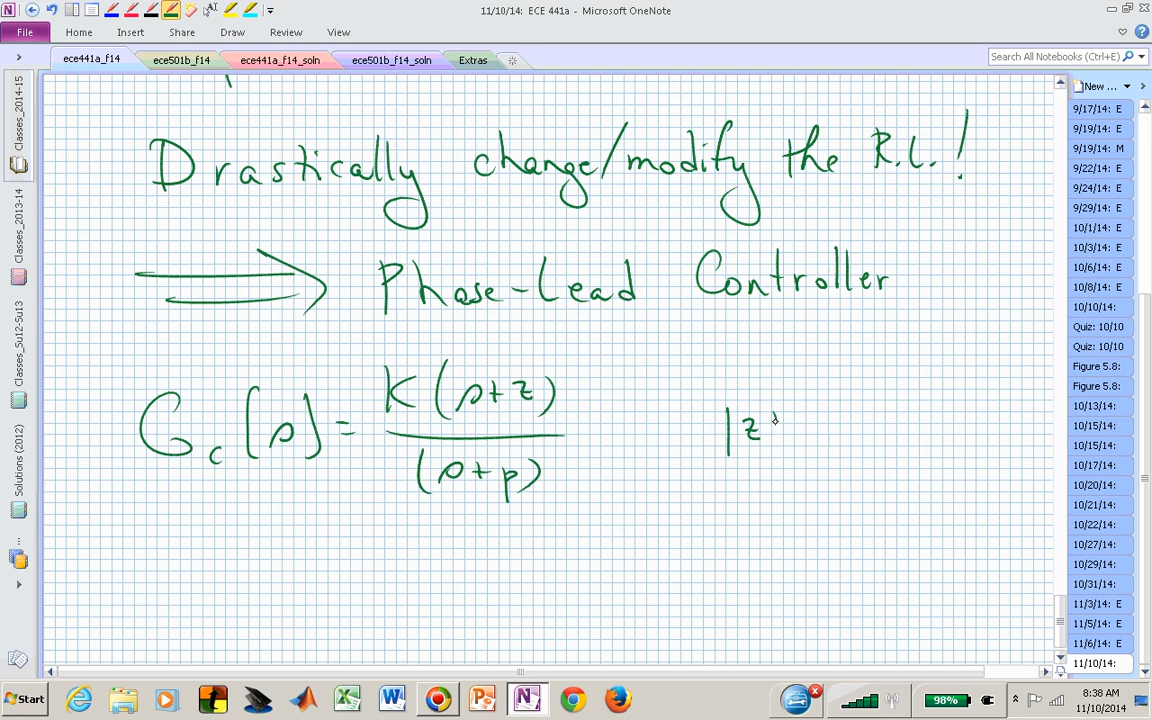 11/10/14: ECE 441a - Microsoft OneNote
File Home Insert Share Draw Review View
ece441a_f14 ece501b_f14 ece441a_f14_soln ece501b_f14_soln Extras
Search All Notebooks (Ctrl+E)
Classes_2014-15
Classes_2013-14
Classes_Su12-Su13
Solutions (2012)
Drastically change/modify the R.L.!
⟹ Phase-Lead Controller
G_c(s) = K(s+z) / (s+p) |z
New ...
9/17/14: E
9/19/14: E
9/19/14: M
9/22/14: E
9/24/14: E
9/29/14: E
10/1/14: E
10/3/14: E
10/6/14: E
10/8/14: E
10/10/14:
Quiz: 10/10
Quiz: 10/10
Figure 5.8:
Figure 5.8:
10/13/14:
10/15/14:
10/15/14:
10/17/14:
10/20/14:
10/21/14:
10/22/14:
10/27/14:
10/29/14:
10/31/14:
11/3/14: E
11/5/14: E
11/6/14: E
11/10/14:
Start
98%
8:38 AM
11/10/2014